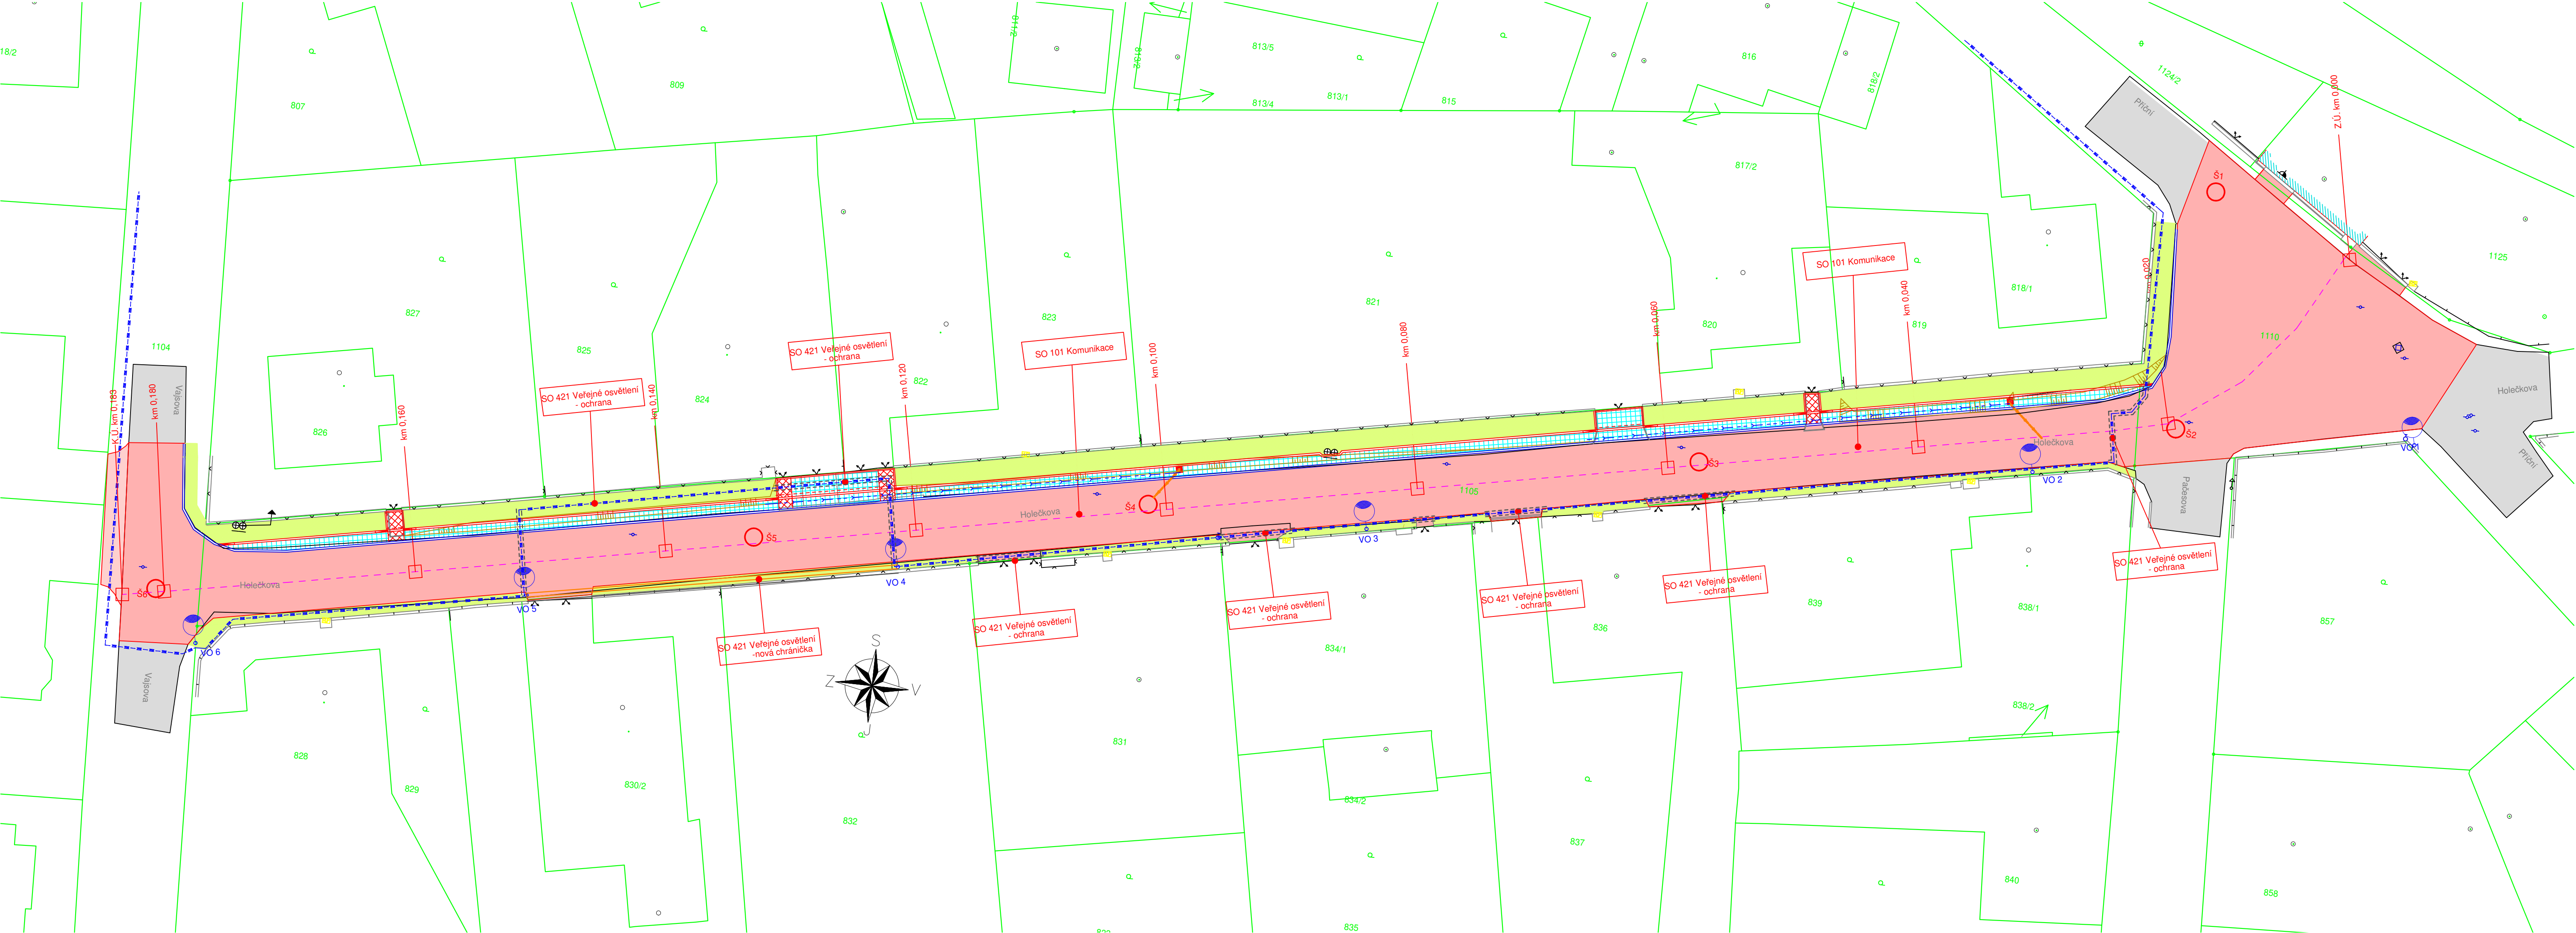 18/2
807
809
811/2
813/2
813/5
813/4
813/1
815
816
818/2
817/2
1124/2
Příční
Z.Ú. km 0,000
Š1
1125
827
825
824
822
823
821
820
819
818/1
1110
1104
Vajsova
826
SO 421 Veřejné osvětlení
- ochrana
SO 421 Veřejné osvětlení
- ochrana
SO 101 Komunikace
SO 101 Komunikace
K.Ú. km 0,183
km 0,180
km 0,160
km 0,140
km 0,120
km 0,100
km 0,080
km 0,060
km 0,040
0,020
Holečkova
Příční
Holečkova
Holečkova
Holečkova
1105
Š2
Š3
Š4
Š5
Š6
VO 2
VO 3
VO 4
VO 5
VO 6
Pačesova
Vajsova
SO 421 Veřejné osvětlení
-nová chránička
SO 421 Veřejné osvětlení
- ochrana
SO 421 Veřejné osvětlení
- ochrana
SO 421 Veřejné osvětlení
- ochrana
SO 421 Veřejné osvětlení
- ochrana
SO 421 Veřejné osvětlení
- ochrana
S
Z
V
J
828
829
830/2
832
831
834/1
834/2
835
836
837
839
838/1
838/2
840
857
858